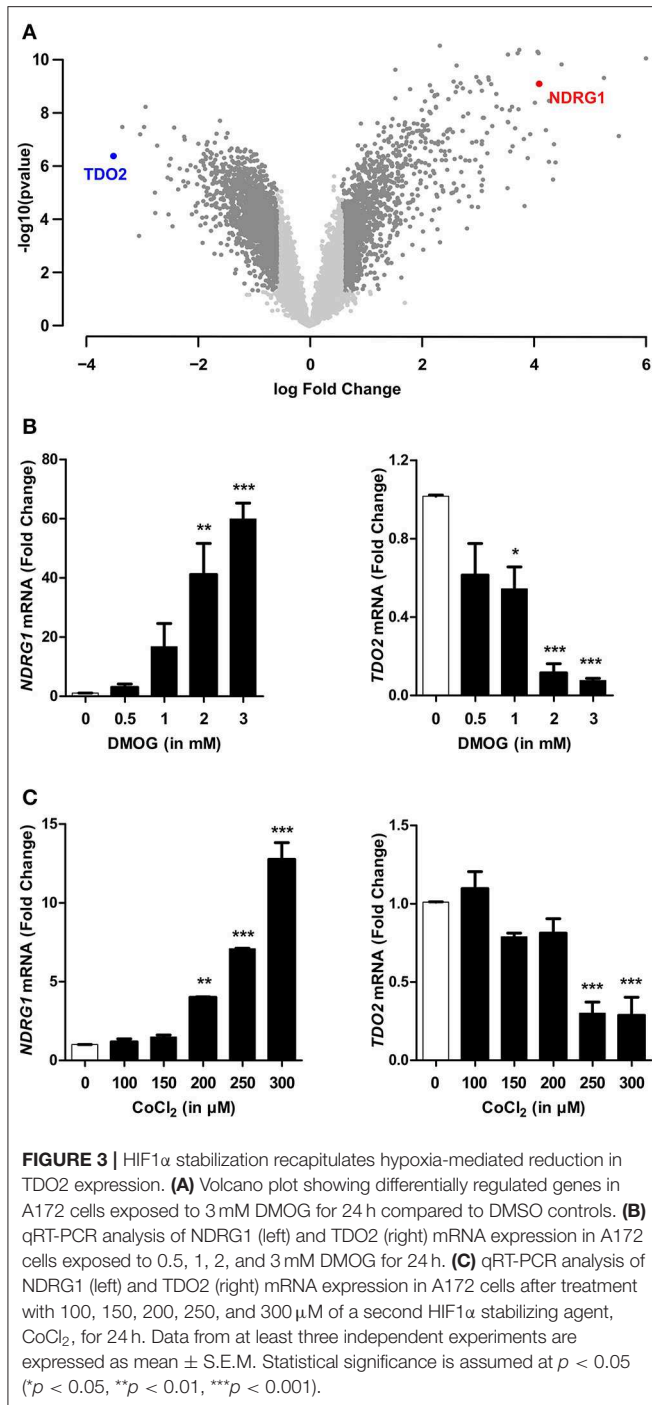 A
10
8
6
4
2
0
-log10(pvalue)
NDRG1
TDO2
−4
−2
0
2
4
6
log Fold Change
B
80
60
40
20
0
NDRG1 mRNA (Fold Change)
**
***
0
0.5
1
2
3
DMOG (in mM)
1.2
0.8
0.4
0.0
TDO2 mRNA (Fold Change)
*
***
***
0
0.5
1
2
3
DMOG (in mM)
C
15
10
5
0
NDRG1 mRNA (Fold Change)
**
***
***
0
100
150
200
250
300
CoCl₂ (in µM)
1.5
1.0
0.5
0.0
TDO2 mRNA (Fold Change)
***
***
0
100
150
200
250
300
CoCl₂ (in µM)
FIGURE 3 | HIF1α stabilization recapitulates hypoxia-mediated reduction in
TDO2 expression. (A) Volcano plot showing differentially regulated genes in
A172 cells exposed to 3 mM DMOG for 24 h compared to DMSO controls. (B)
qRT-PCR analysis of NDRG1 (left) and TDO2 (right) mRNA expression in A172
cells exposed to 0.5, 1, 2, and 3 mM DMOG for 24 h. (C) qRT-PCR analysis of
NDRG1 (left) and TDO2 (right) mRNA expression in A172 cells after treatment
with 100, 150, 200, 250, and 300 µM of a second HIF1α stabilizing agent,
CoCl₂, for 24 h. Data from at least three independent experiments are
expressed as mean ± S.E.M. Statistical significance is assumed at p < 0.05
(*p < 0.05, **p < 0.01, ***p < 0.001).